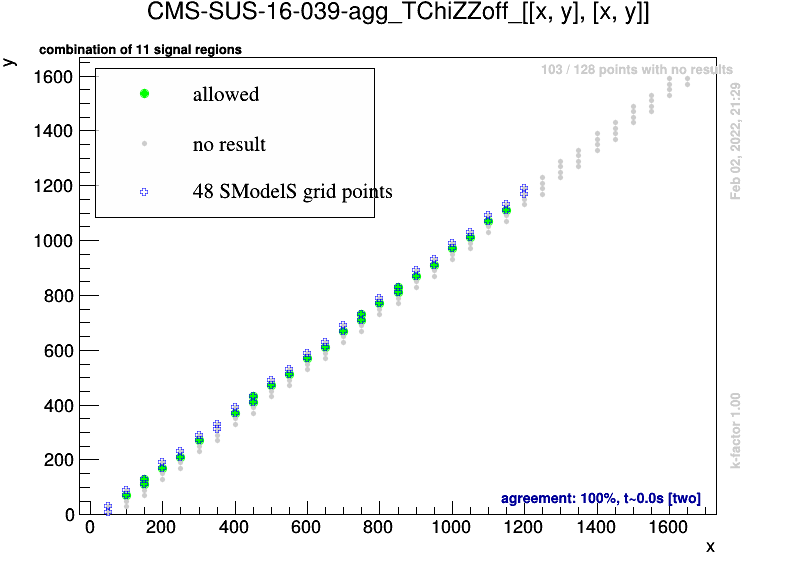 CMS-SUS-16-039-agg_TChiZZoff_[[x, y], [x, y]]
combination of 11 signal regions
y
103 / 128 points with no results
allowed
no result
48 SModelS grid points
1600
1400
1200
1000
800
600
400
200
0
0 200 400 600 800 1000 1200 1400 1600
x
agreement: 100%, t~0.0s [two]
Feb 02, 2022, 21:29
k-factor 1.00